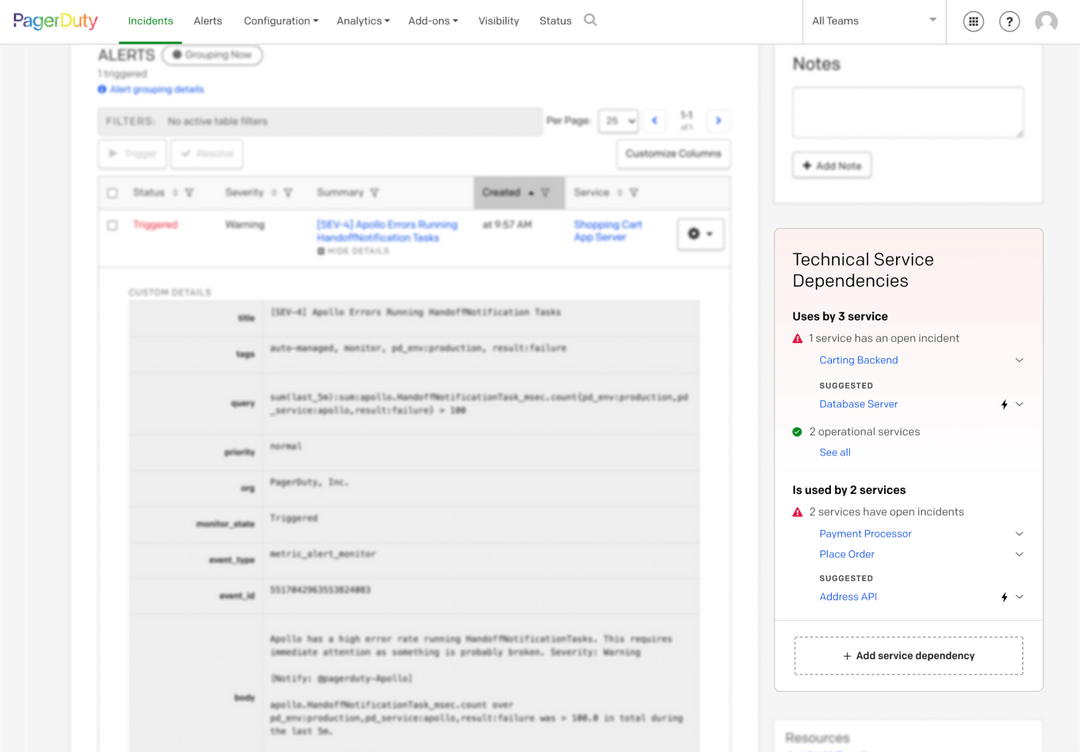 PagerDuty
Incidents
Alerts
Configuration
Analytics
Add-ons
Visibility
Status
All Teams
?
ALERTS
Grouping Now
1 triggered
Alert grouping details
FILTERS: No active table filters
Per Page:
25
1-1
of 1
Trigger
Resolve
Customize Columns
Status
Severity
Summary
Created
Service
Triggered
Warning
[SEV-4] Apollo Errors Running
HandoffNotification Tasks
HIDE DETAILS
at 9:57 AM
Shopping Cart
App Server
CUSTOM DETAILS
title
[SEV-4] Apollo Errors Running HandoffNotification Tasks
tags
auto-managed, monitor, pd_env:production, result:failure
query
sum(last_5m):sum:apollo.HandoffNotificationTask_msec.count{pd_env:production,pd
_service:apollo,result:failure} > 100
priority
normal
org
PagerDuty, Inc.
monitor_state
Triggered
event_type
metric_alert_monitor
event_id
5517042963553824083
body
Apollo has a high error rate running HandoffNotificationTasks. This requires
immediate attention as something is probably broken. Severity: Warning
[Notify: @pagerduty-Apollo]
apollo.HandoffNotificationTask_msec.count over
pd_env:production,pd_service:apollo,result:failure was > 100.0 in total during
the last 5m.
Notes
+ Add Note
Technical Service
Dependencies
Uses by 3 service
1 service has an open incident
Carting Backend
SUGGESTED
Database Server
2 operational services
See all
Is used by 2 services
2 services have open incidents
Payment Processor
Place Order
SUGGESTED
Address API
+ Add service dependency
Resources